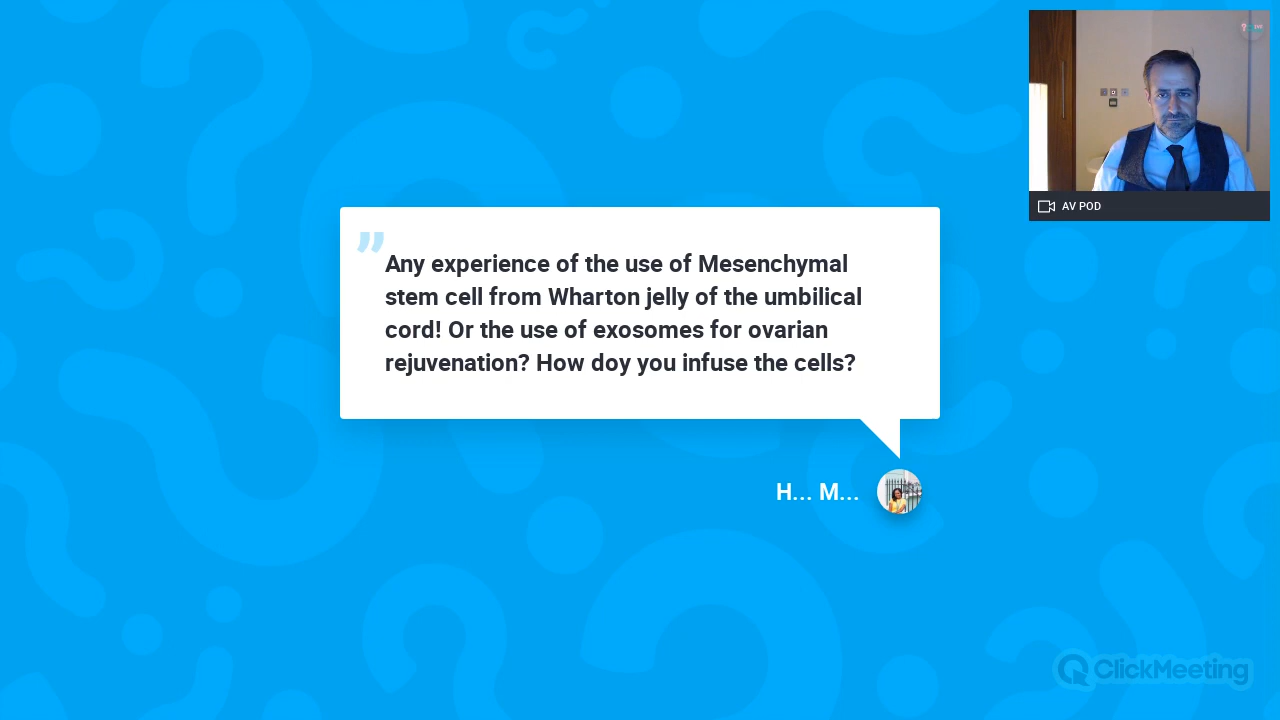 AV POD
Any experience of the use of Mesenchymal
stem cell from Wharton jelly of the umbilical
cord! Or the use of exosomes for ovarian
rejuvenation? How doy you infuse the cells?
H... M...
ClickMeeting